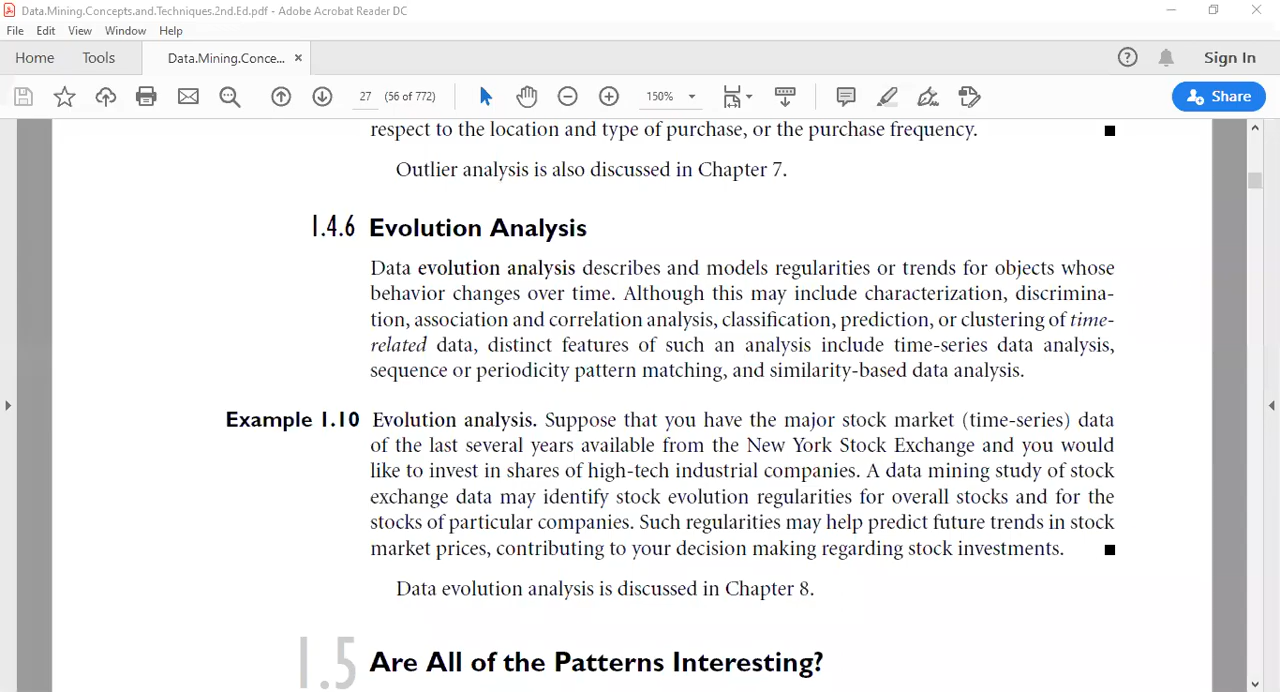 Data.Mining.Concepts.and.Techniques.2nd.Ed.pdf - Adobe Acrobat Reader DC
File Edit View Window Help
Home Tools Data.Mining.Conce... × Sign In
27 (56 of 772) 150% Share
respect to the location and type of purchase, or the purchase frequency.
Outlier analysis is also discussed in Chapter 7.
1.4.6 Evolution Analysis
Data evolution analysis describes and models regularities or trends for objects whose
behavior changes over time. Although this may include characterization, discrimina-
tion, association and correlation analysis, classification, prediction, or clustering of time-
related data, distinct features of such an analysis include time-series data analysis,
sequence or periodicity pattern matching, and similarity-based data analysis.
Example 1.10 Evolution analysis. Suppose that you have the major stock market (time-series) data
of the last several years available from the New York Stock Exchange and you would
like to invest in shares of high-tech industrial companies. A data mining study of stock
exchange data may identify stock evolution regularities for overall stocks and for the
stocks of particular companies. Such regularities may help predict future trends in stock
market prices, contributing to your decision making regarding stock investments.
Data evolution analysis is discussed in Chapter 8.
1.5 Are All of the Patterns Interesting?